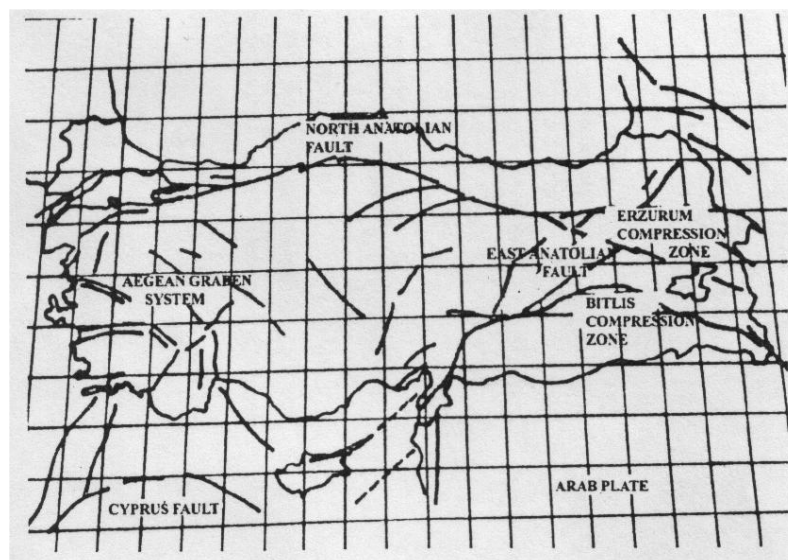 NORTH ANATOLIAN
FAULT
ERZURUM
COMPRESSION
ZONE
EAST ANATOLIAN
FAULT
AEGEAN GRABEN
SYSTEM
BITLIS
COMPRESSION
ZONE
ARAB PLATE
CYPRUS FAULT